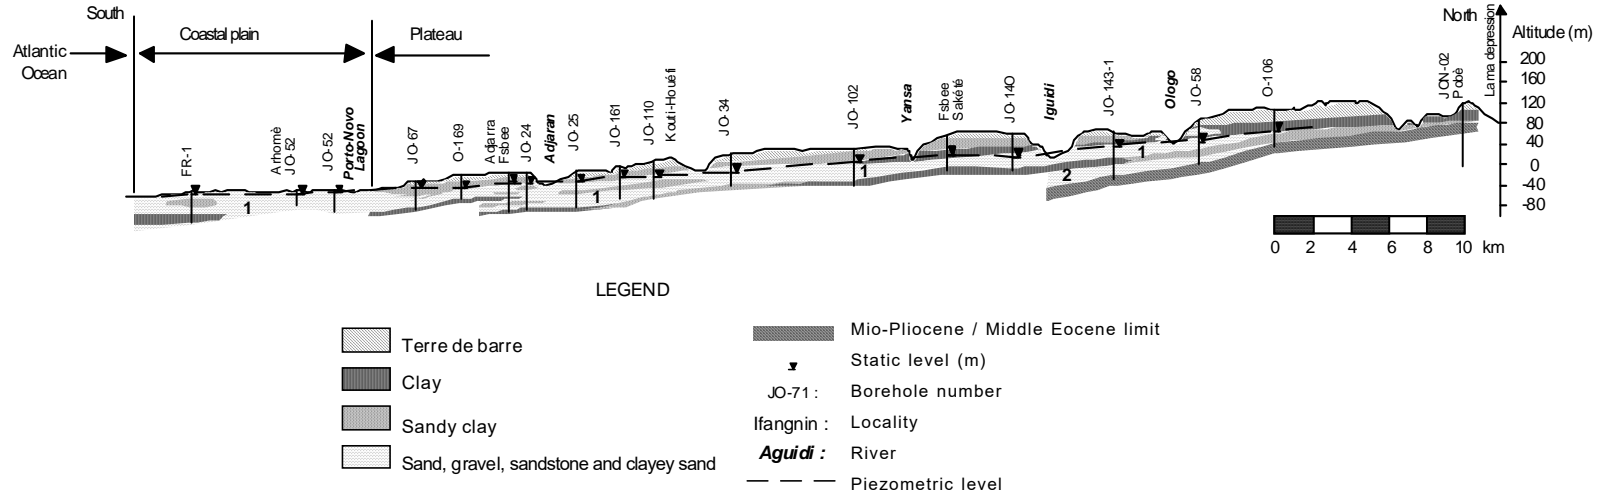 South
North
Coastal plain
Plateau
Atlantic
Ocean
Altitude (m)
Lama depression
200
160
120
80
40
0
-40
-80
FR-1
Arhomè
JO-52
JO-52
Porto-Novo
Lagoon
JO-67
O-169
Adjarra
Fsbee
JO-24
Adjaran
JO-25
JO-161
JO-110
Kouti-Houéfi
JO-34
JO-102
Yansa
Fsbee
Sakété
JO-14O
Iguidi
JO-143-1
Ologo
JO-58
O-106
JCN-02
Pobè
1
1
1
1
2
0 2 4 6 8 10 km
LEGEND
Terre de barre
Clay
Sandy clay
Sand, gravel, sandstone and clayey sand
Mio-Pliocene / Middle Eocene limit
Static level (m)
JO-71 : Borehole number
Ifangnin : Locality
Aguidi : River
Piezometric level